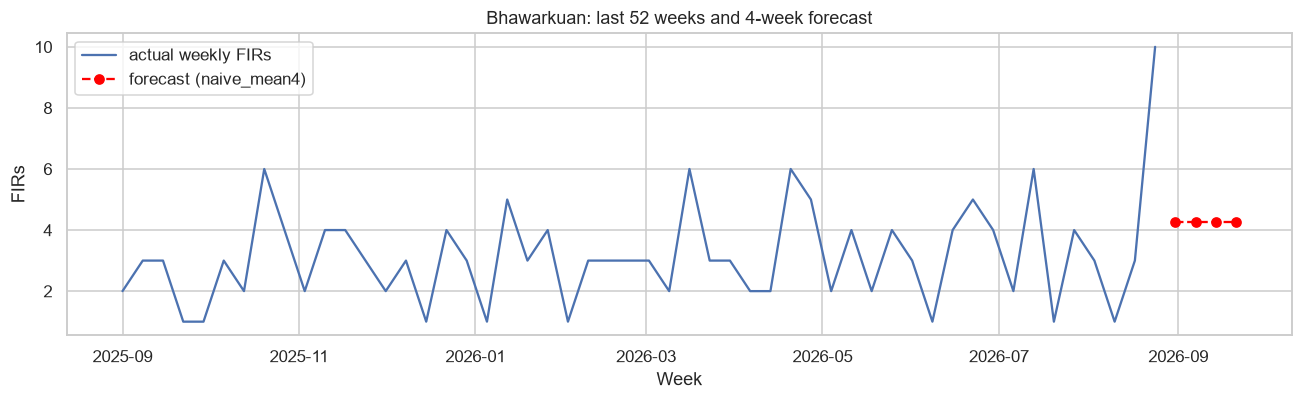 Bhawarkuan: last 52 weeks and 4-week forecast
actual weekly FIRs
forecast (naive_mean4)
10
8
6
4
2
FIRs
2025-09
2025-11
2026-01
2026-03
2026-05
2026-07
2026-09
Week